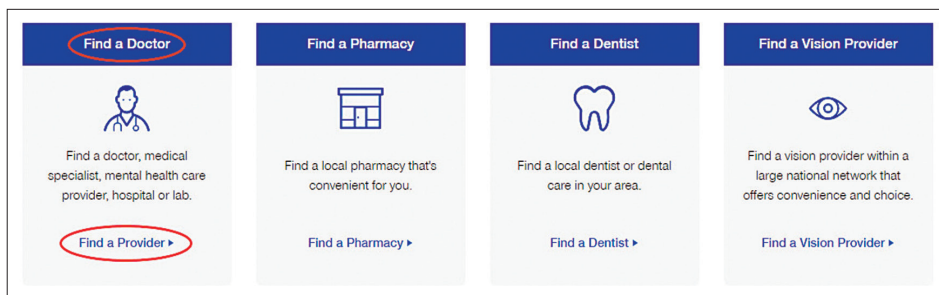 Find a Doctor
Find a doctor, medical
specialist, mental health care
provider, hospital or lab.
Find a Provider
Find a Pharmacy
Find a local pharmacy that's
convenient for you.
Find a Pharmacy
Find a Dentist
Find a local dentist or dental
care in your area.
Find a Dentist
Find a Vision Provider
Find a vision provider within a
large national network that
offers convenience and choice.
Find a Vision Provider